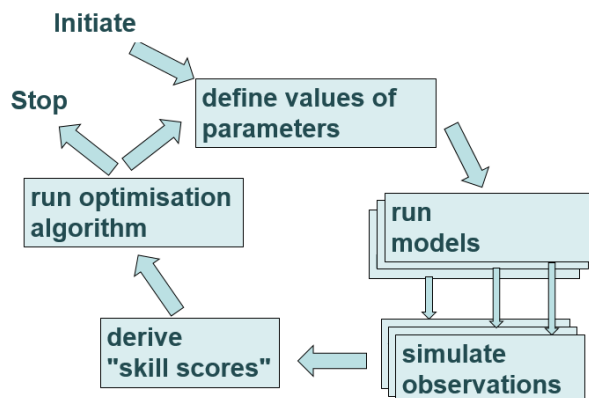 Initiate
Stop
define values of
parameters
run optimisation
algorithm
run
models
derive
"skill scores"
simulate
observations